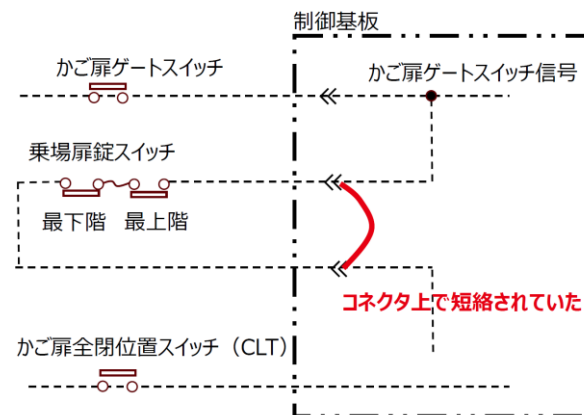 制御基板
かご扉ゲートスイッチ
かご扉ゲートスイッチ信号
乗場扉錠スイッチ
最下階 最上階
コネクタ上で短絡されていた
かご扉全閉位置スイッチ（CLT）